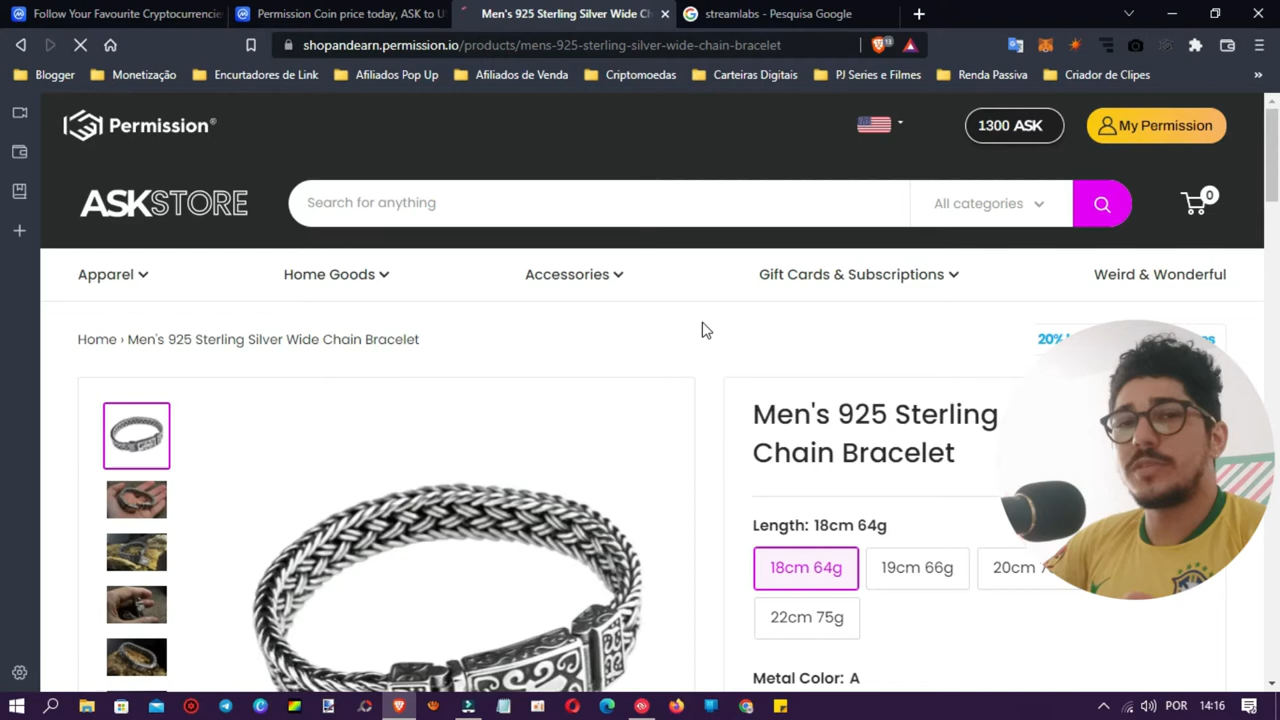 Follow Your Favourite Cryptocurrencie
Permission Coin price today, ASK to U
Men's 925 Sterling Silver Wide Ch
streamlabs - Pesquisa Google
shopandearn.permission.io/products/mens-925-sterling-silver-wide-chain-bracelet
13
Blogger
Monetização
Encurtadores de Link
Afiliados Pop Up
Afiliados de Venda
Criptomoedas
Carteiras Digitais
PJ Series e Filmes
Renda Passiva
Criador de Clipes
»
Permission®
1300 ASK
My Permission
ASKSTORE
Search for anything
All categories
0
Apparel
Home Goods
Accessories
Gift Cards & Subscriptions
Weird & Wonderful
Home › Men's 925 Sterling Silver Wide Chain Bracelet
20%
Men's 925 Sterling
Chain Bracelet
Length: 18cm 64g
18cm 64g
19cm 66g
20cm
22cm 75g
Metal Color: A
POR
14:16